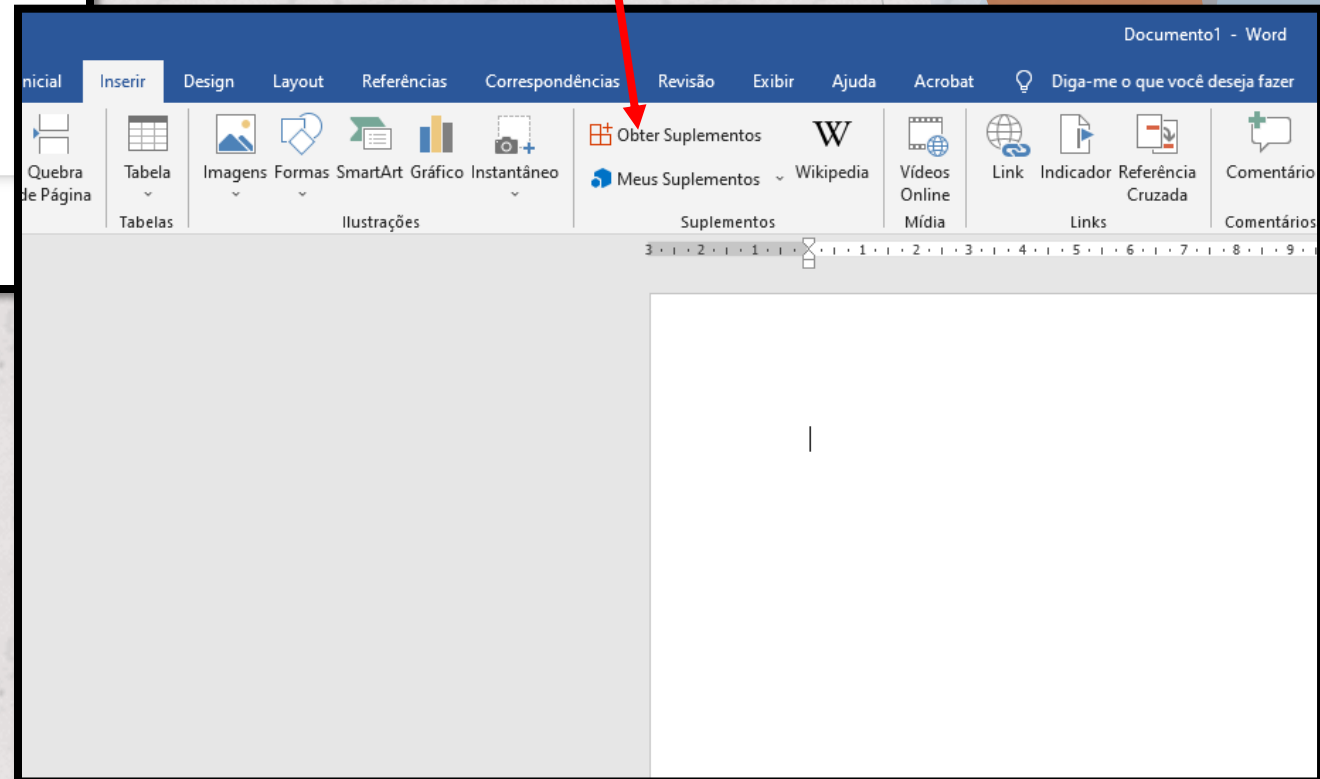 Documento1 - Word
nicial Inserir Design Layout Referências Correspondências Revisão Exibir Ajuda Acrobat Diga-me o que você deseja fazer
Quebra de Página
Tabela
Imagens Formas SmartArt Gráfico Instantâneo
Obter Suplementos
Meus Suplementos
W
Wikipedia
Vídeos Online
Link Indicador Referência Cruzada
Comentário
Tabelas Ilustrações Suplementos Mídia Links Comentários
3 2 1 1 2 3 4 5 6 7 8 9